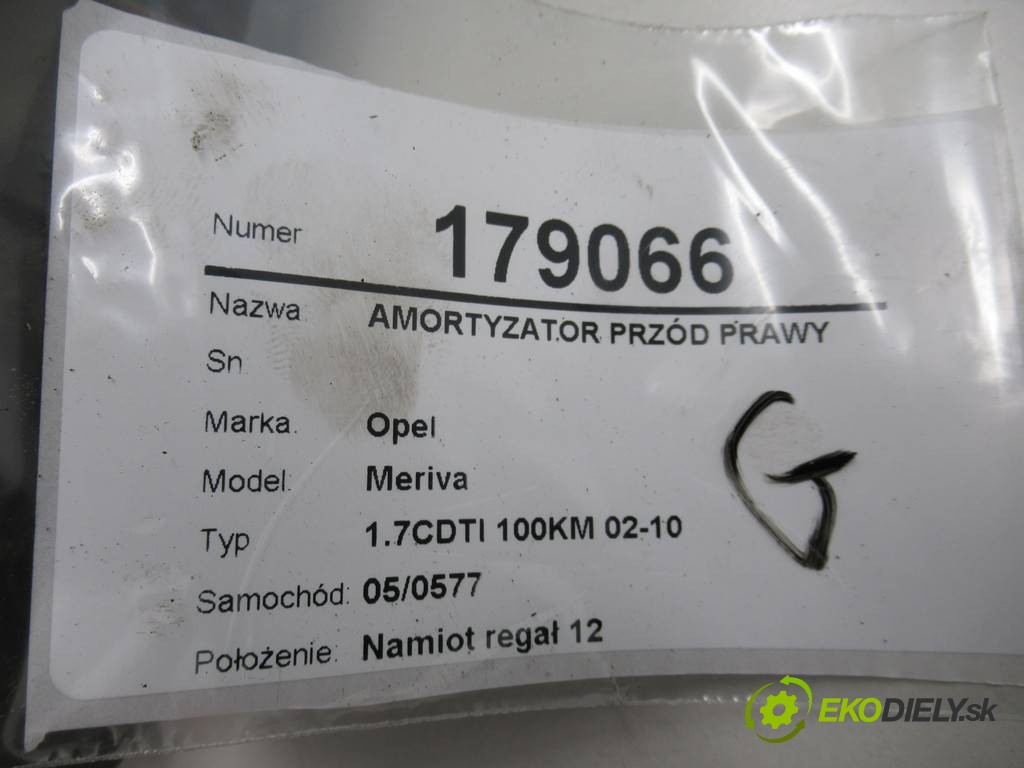 Numer 179066
Nazwa AMORTYZATOR PRZÓD PRAWY
Sn
Marka Opel
Model: Meriva
Typ 1.7CDTI 100KM 02-10
G
Samochód: 05/0577
Położenie: Namiot regał 12
EKODIELY.sk